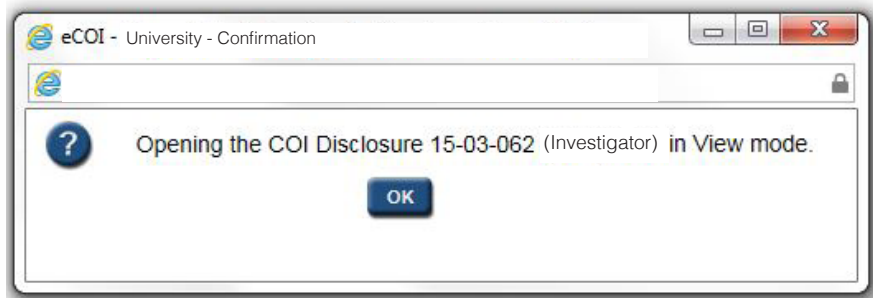 eCOI - University - Confirmation
Opening the COI Disclosure 15-03-062 (Investigator) in View mode.
OK